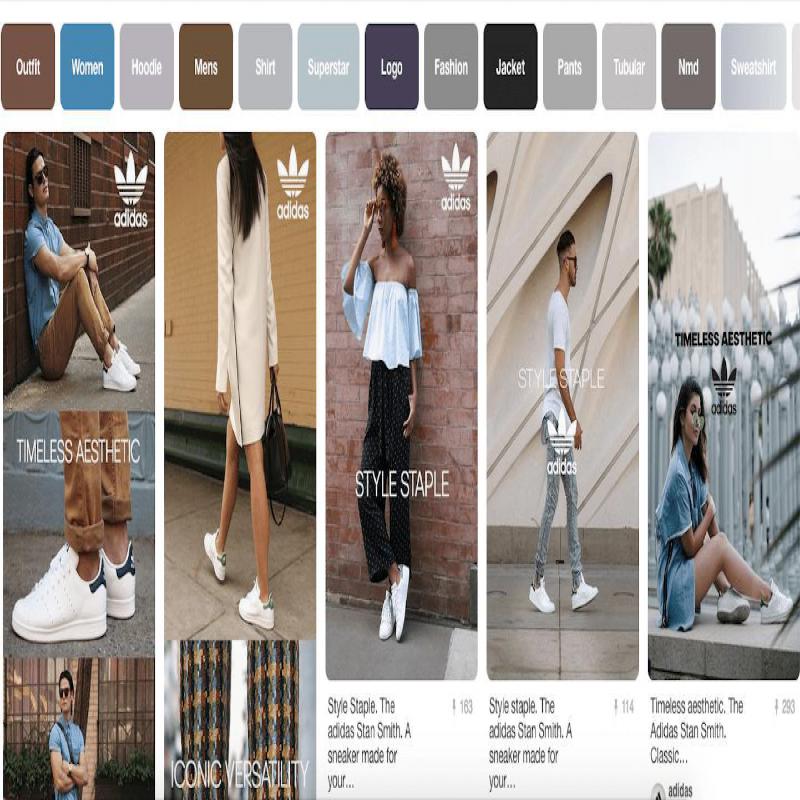 Outfit
Women
Hoodie
Mens
Shirt
Superstar
Logo
Fashion
Jacket
Pants
Tubular
Nmd
Sweatshirt
adidas
TIMELESS AESTHETIC
adidas
ICONIC VERSATILITY
adidas
STYLE STAPLE
Style Staple. The
adidas Stan Smith. A
sneaker made for
your...
163
STYLE STAPLE
adidas
Style staple. The
adidas Stan Smith. A
sneaker made for
your...
114
TIMELESS AESTHETIC
adidas
Timeless aesthetic. The
Adidas Stan Smith.
Classic...
293
adidas